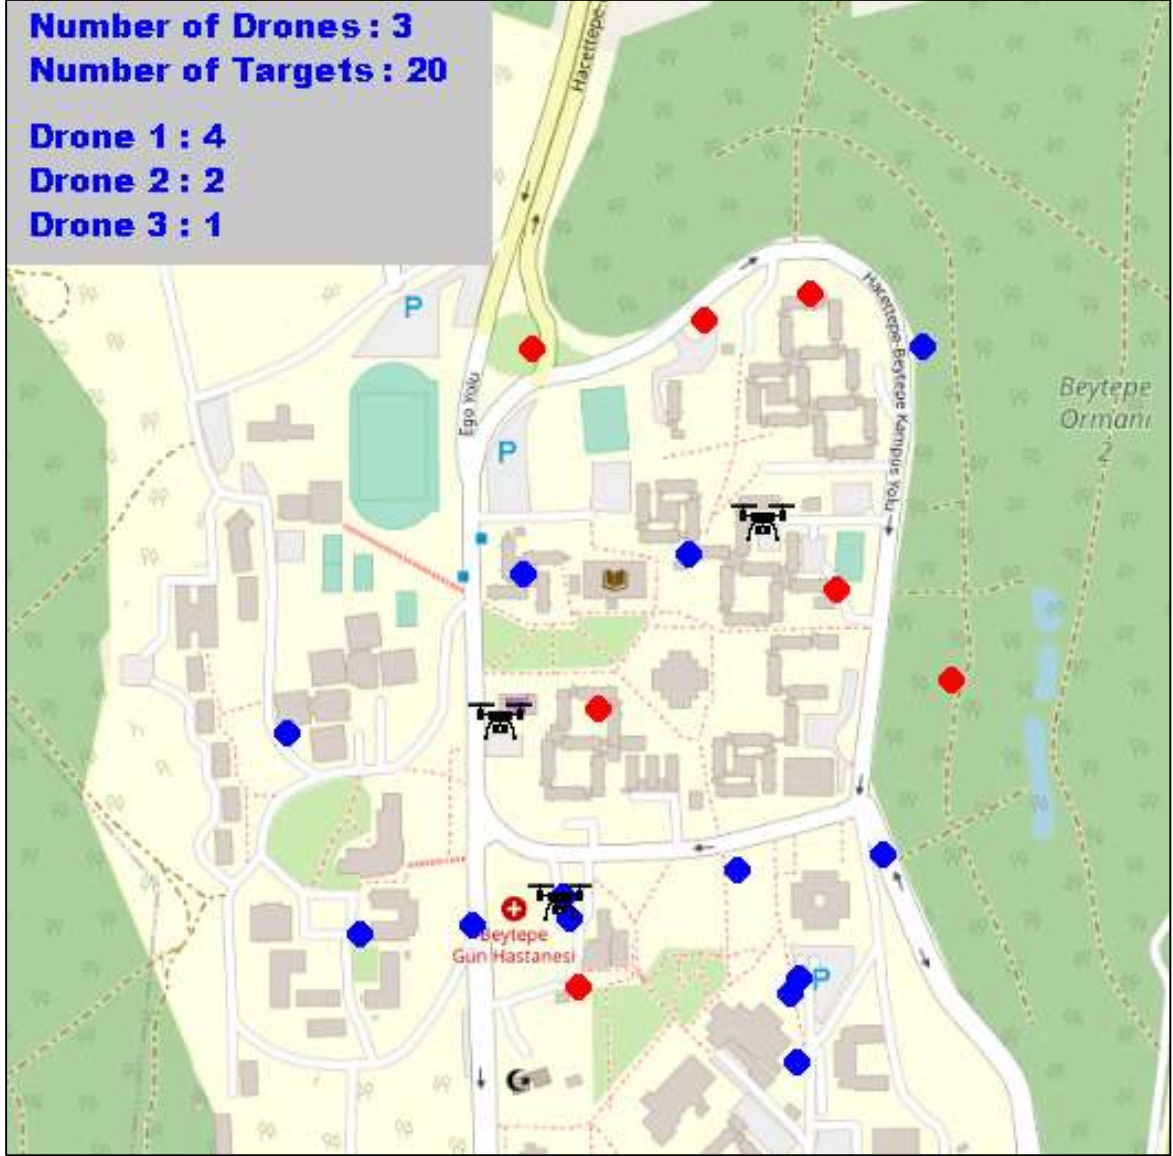 Number of Drones : 3
Number of Targets : 20
Drone 1 : 4
Drone 2 : 2
Drone 3 : 1
Hacettepe-
P
Hacettepe-Beytepe Kampus Yolu
Ego Yolu
Beytepe
Ormanı
2
P
Beytepe
Gün Hastanesi
P